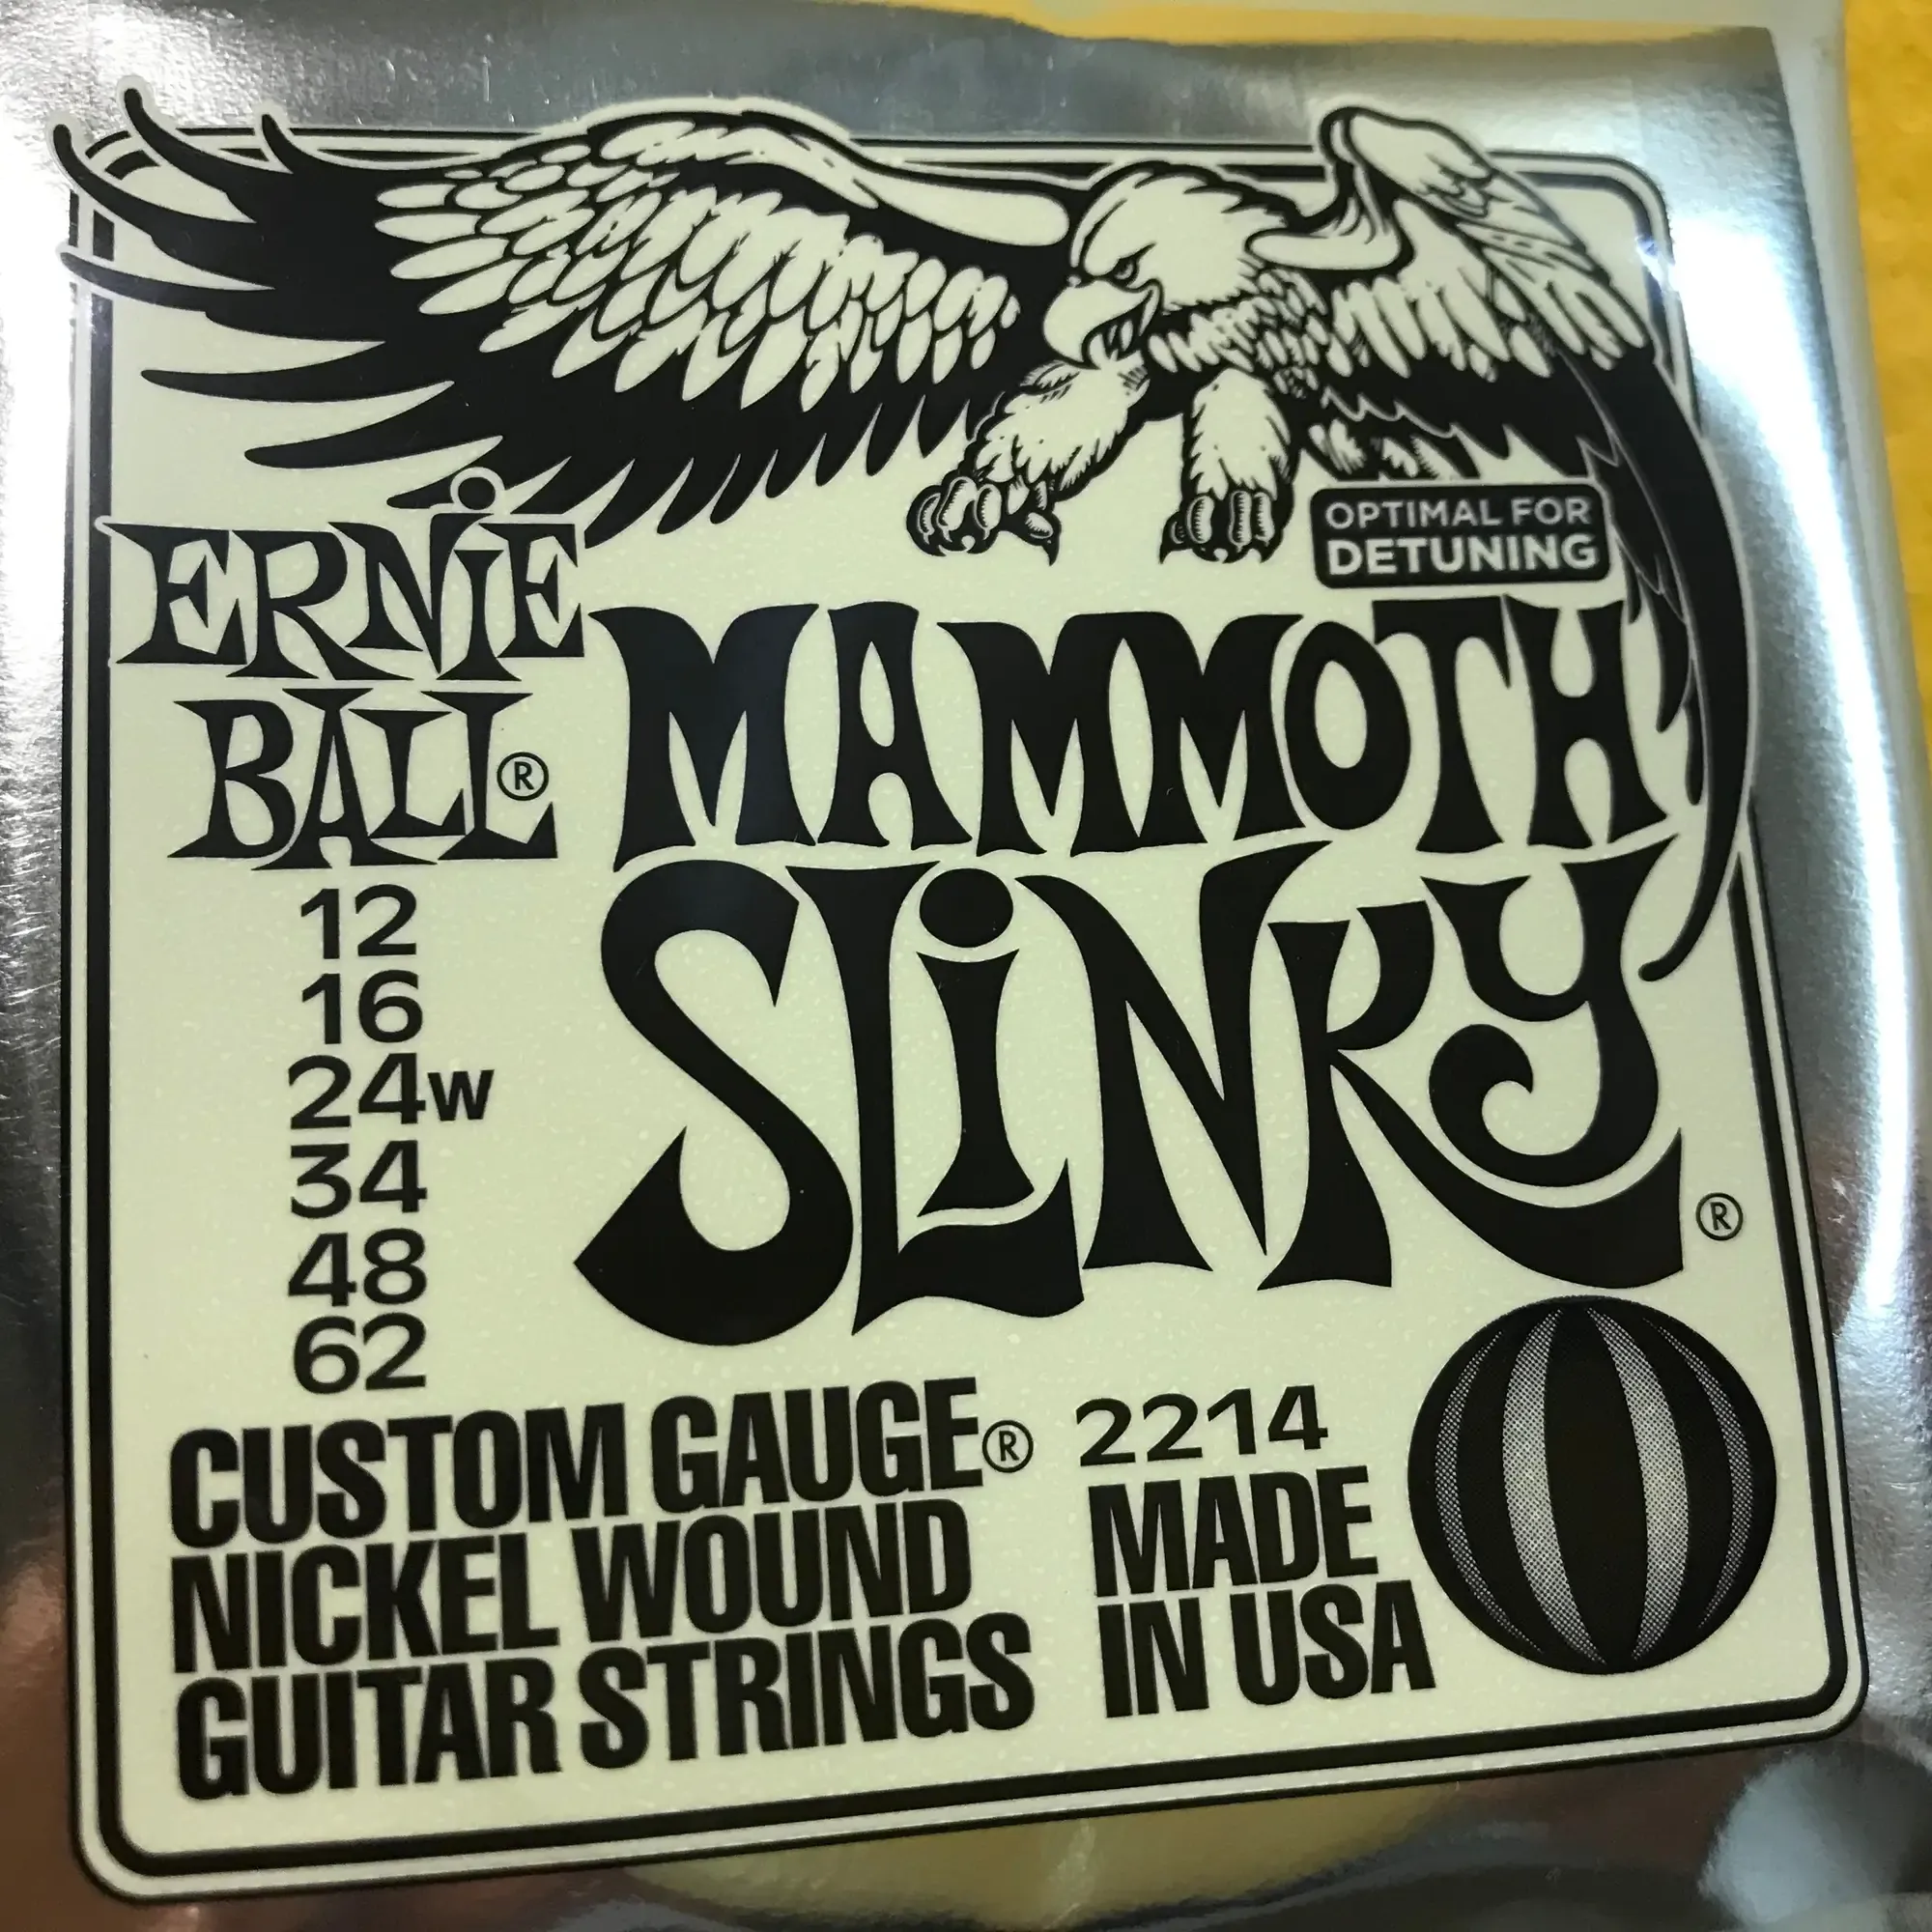 OPTIMAL FOR
DETUNING
ERNiE
BALL®
MAMMOTH
SLiNKY®
12
16
24W
34
48
62
CUSTOM GAUGE®
NICKEL WOUND
GUITAR STRINGS
2214
MADE
IN USA